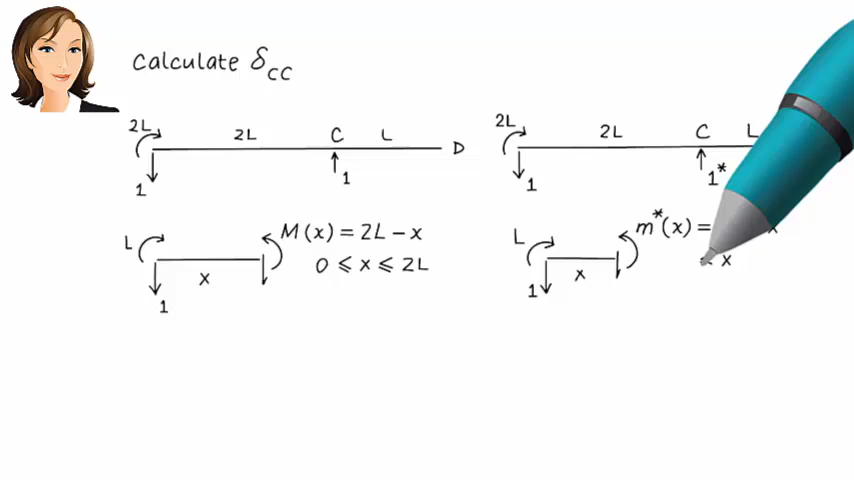 Calculate δCC
2L 2L C L D
1 1
2L 2L C L
1 1*
L M(x) = 2L − x
x 0 ≤ x ≤ 2L
1
L m*(x) = x
x x
1